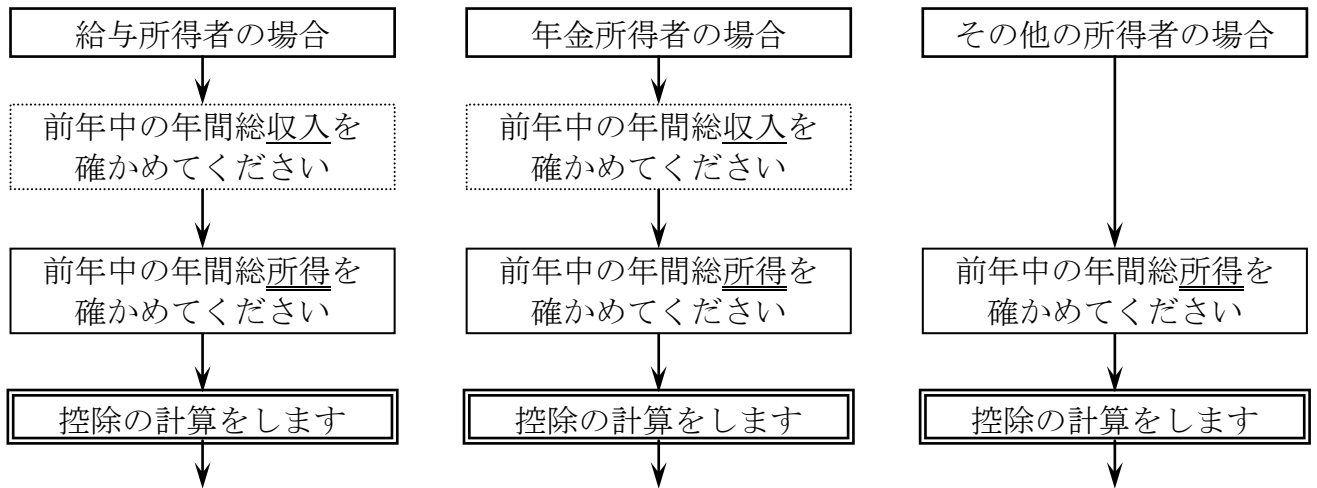 給与所得者の場合
前年中の年間総収入を
確かめてください
前年中の年間総所得を
確かめてください
控除の計算をします
年金所得者の場合
前年中の年間総収入を
確かめてください
前年中の年間総所得を
確かめてください
控除の計算をします
その他の所得者の場合
前年中の年間総所得を
確かめてください
控除の計算をします